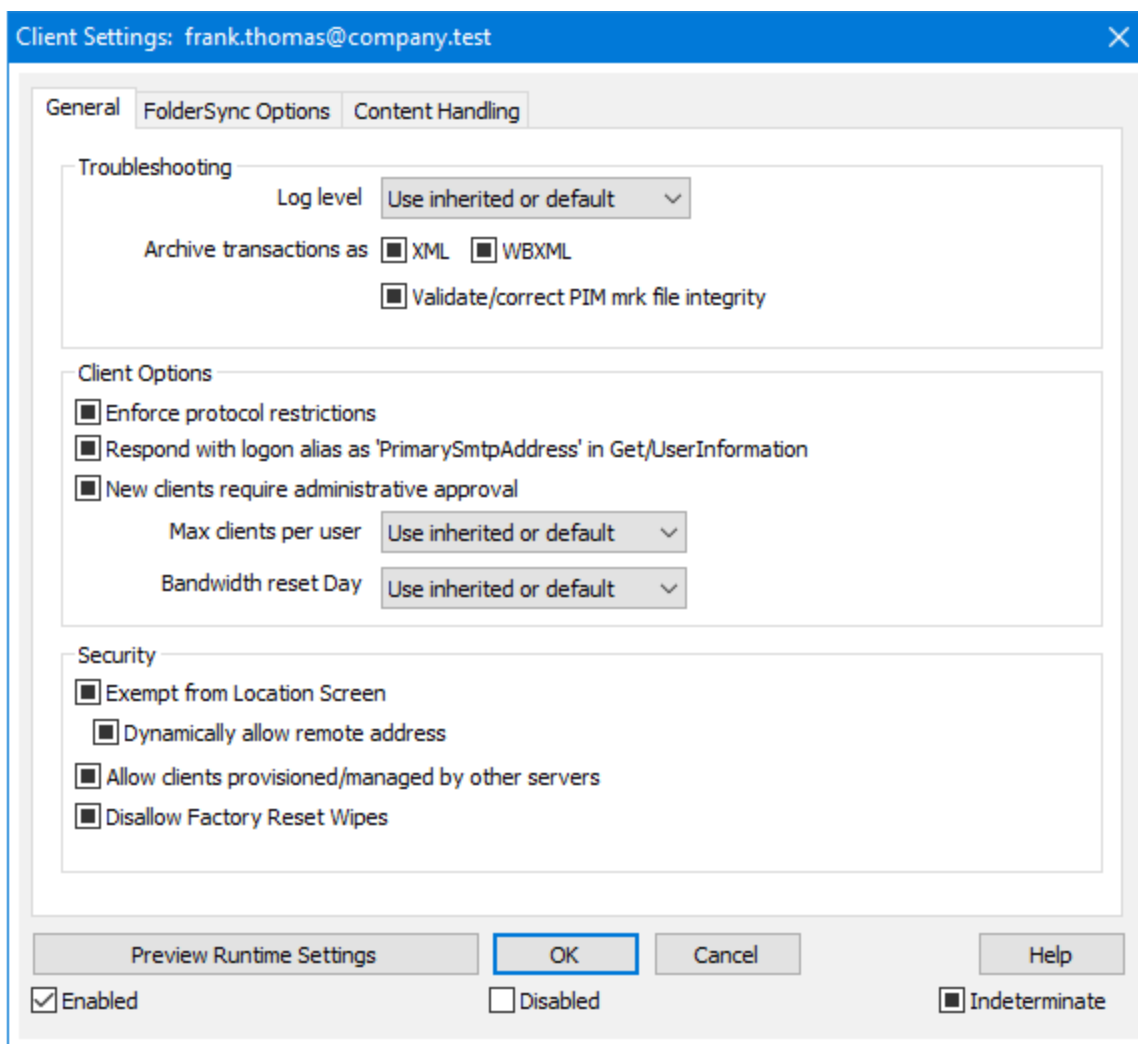 Client Settings: frank.thomas@company.test
General FolderSync Options Content Handling
Troubleshooting
Log level Use inherited or default
Archive transactions as XML WBXML
Validate/correct PIM mrk file integrity
Client Options
Enforce protocol restrictions
Respond with logon alias as 'PrimarySmtpAddress' in Get/UserInformation
New clients require administrative approval
Max clients per user Use inherited or default
Bandwidth reset Day Use inherited or default
Security
Exempt from Location Screen
Dynamically allow remote address
Allow clients provisioned/managed by other servers
Disallow Factory Reset Wipes
Preview Runtime Settings OK Cancel Help
Enabled Disabled Indeterminate